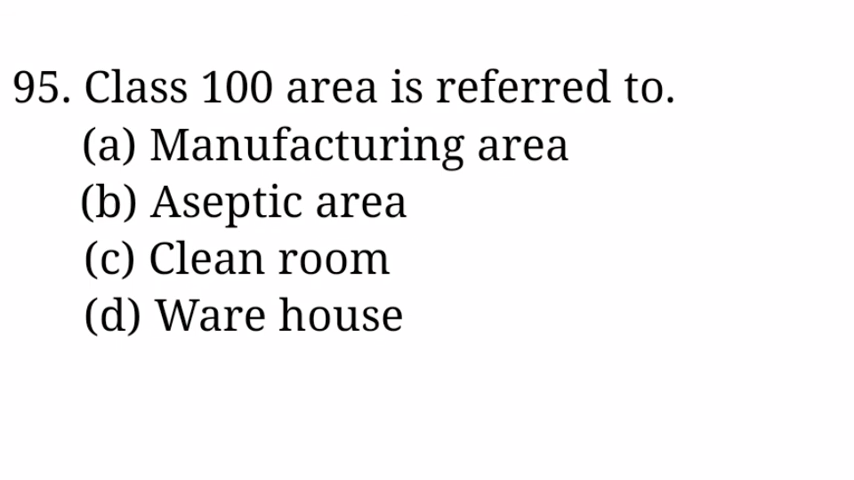 95. Class 100 area is referred to.
(a) Manufacturing area
(b) Aseptic area
(c) Clean room
(d) Ware house